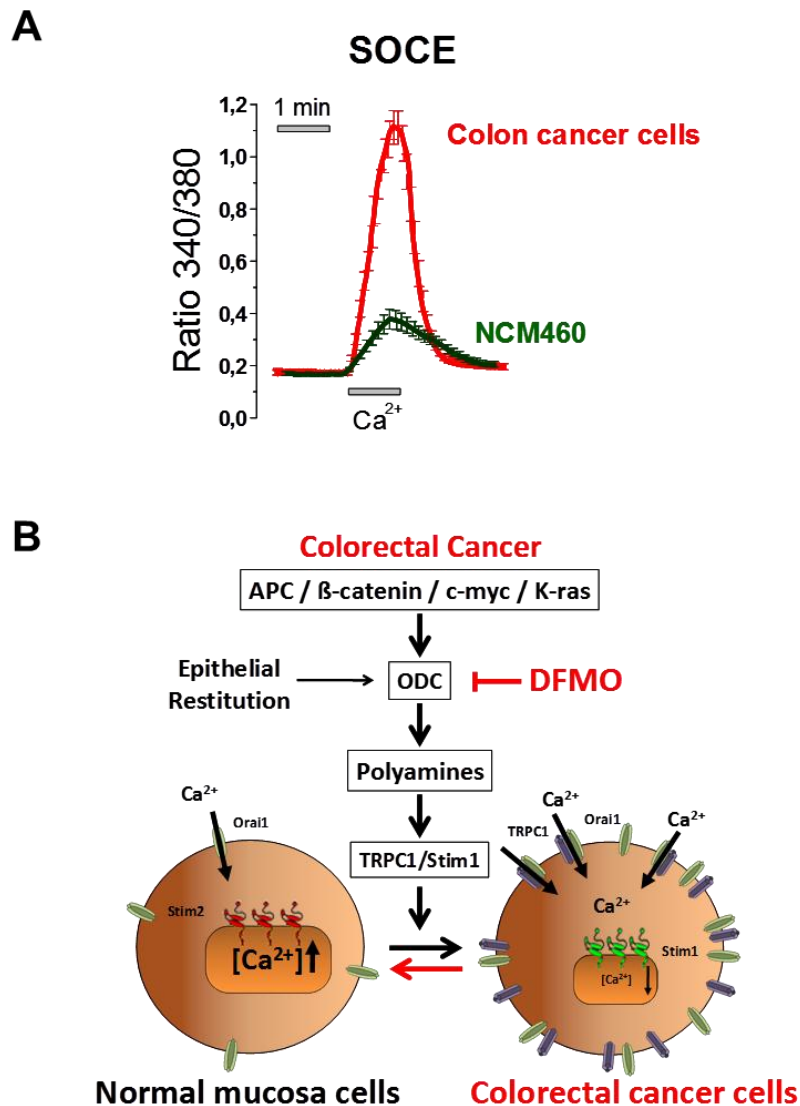 A
SOCE
1,2
1,0
0,8
0,6
0,4
0,2
0,0
Ratio 340/380
1 min
Colon cancer cells
NCM460
Ca²⁺
B
Colorectal Cancer
APC / ß-catenin / c-myc / K-ras
Epithelial
Restitution
ODC
DFMO
Polyamines
TRPC1/Stim1
Ca²⁺
Orai1
Stim2
[Ca²⁺]
Ca²⁺
TRPC1
Orai1
Ca²⁺
Ca²⁺
Stim1
[Ca²⁺]
Normal mucosa cells
Colorectal cancer cells